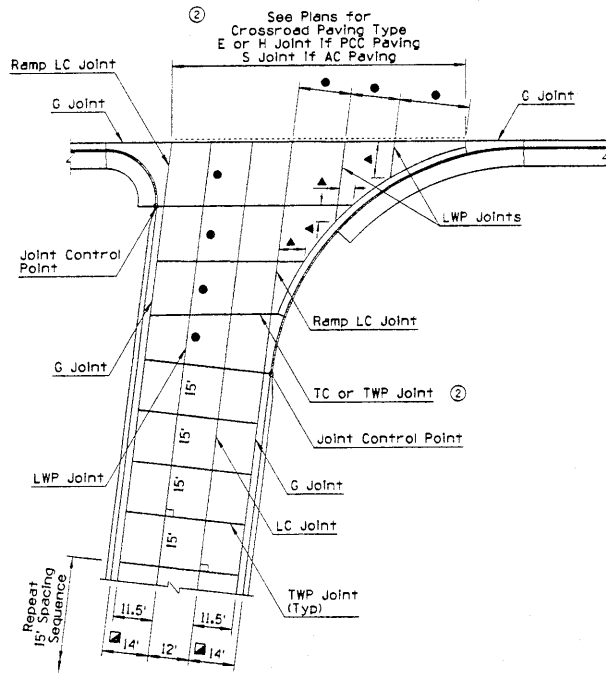 ②
See Plans for
Crossroad Paving Type
E or H Joint if PCC Paving
S Joint if AC Paving
Ramp LC Joint
G Joint
G Joint
LWP Joints
Joint Control
Point
Ramp LC Joint
G Joint
TC or TWP Joint ②
15'
Joint Control Point
15'
LWP Joint
G Joint
15'
LC Joint
15'
TWP Joint
(Typ)
Repeat
15' Spacing
Sequence
11.5'
11.5'
14'
12'
14'